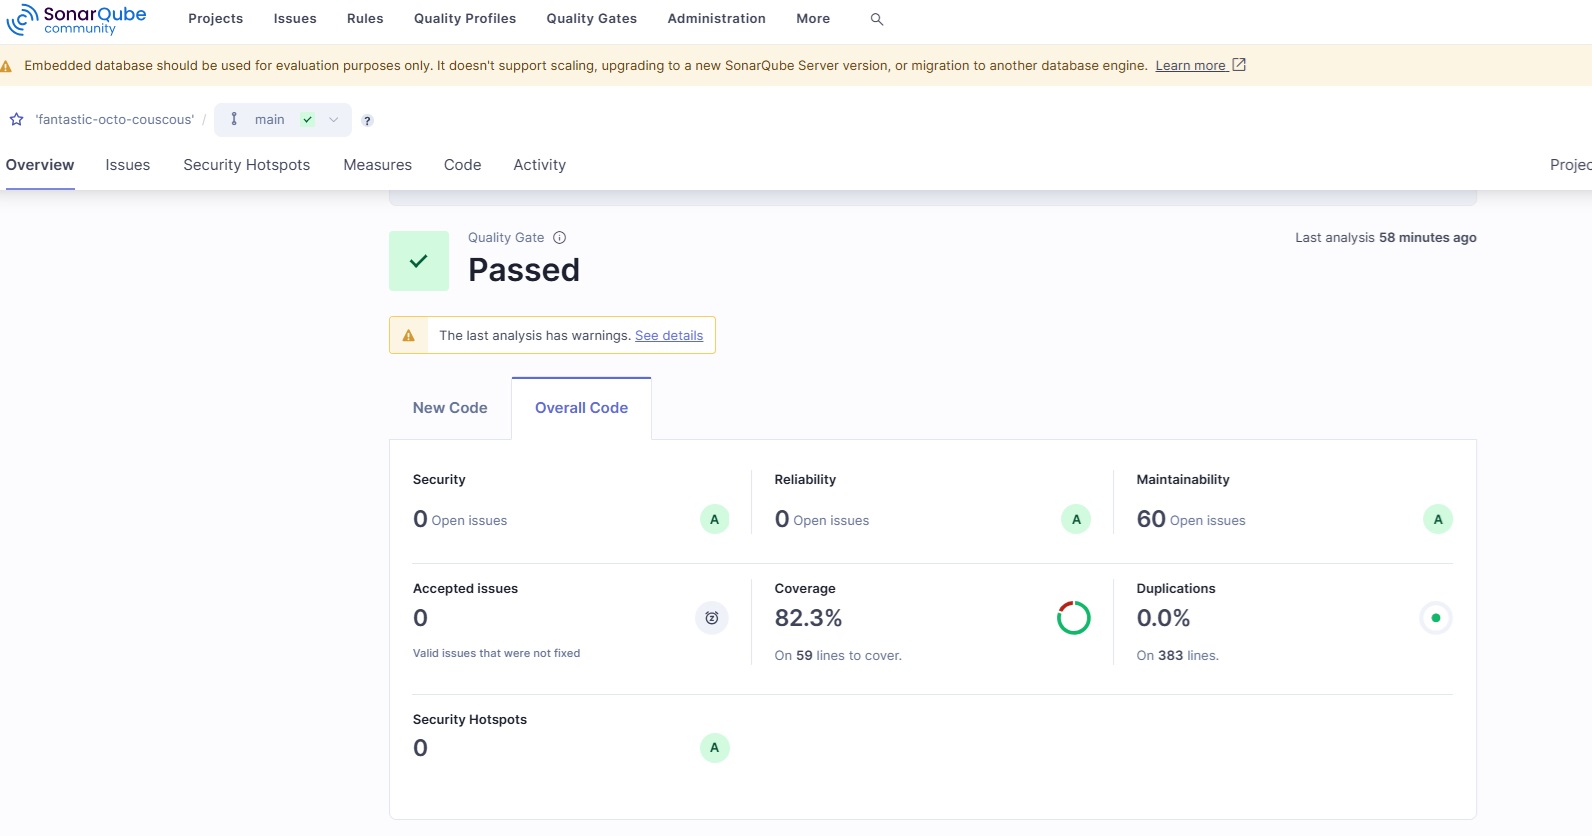 SonarQube
community
Projects Issues Rules Quality Profiles Quality Gates Administration More
Embedded database should be used for evaluation purposes only. It doesn't support scaling, upgrading to a new SonarQube Server version, or migration to another database engine. Learn more
'fantastic-octo-couscous' / main ?
Overview Issues Security Hotspots Measures Code Activity Projec
Quality Gate
Last analysis 58 minutes ago
Passed
The last analysis has warnings. See details
New Code Overall Code
Security Reliability Maintainability
0 Open issues A 0 Open issues A 60 Open issues A
Accepted issues Coverage Duplications
0 82.3% 0.0%
Valid issues that were not fixed On 59 lines to cover. On 383 lines.
Security Hotspots
0 A